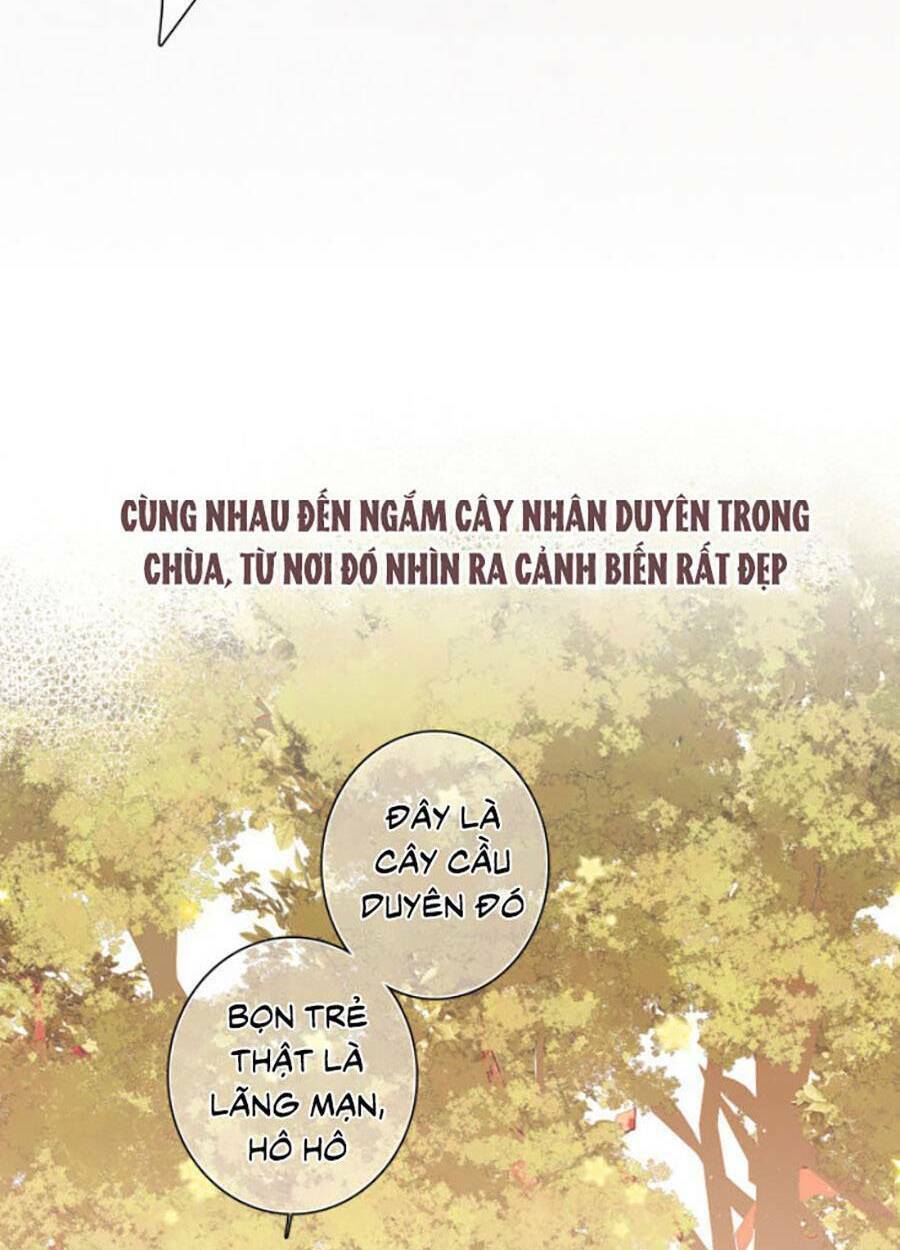 CÙNG NHAU ĐẾN NGẮM CÂY NHÂN DUYÊN TRONG
CHÙA, TỪ NƠI ĐÓ NHÌN RA CẢNH BIẾN RẤT ĐẸP
ĐÂY LÀ
CÂY CẦU
DUYÊN ĐÓ
BỌN TRẺ
THẬT LÀ
LÃNG MẠN,
HÔ HÔ